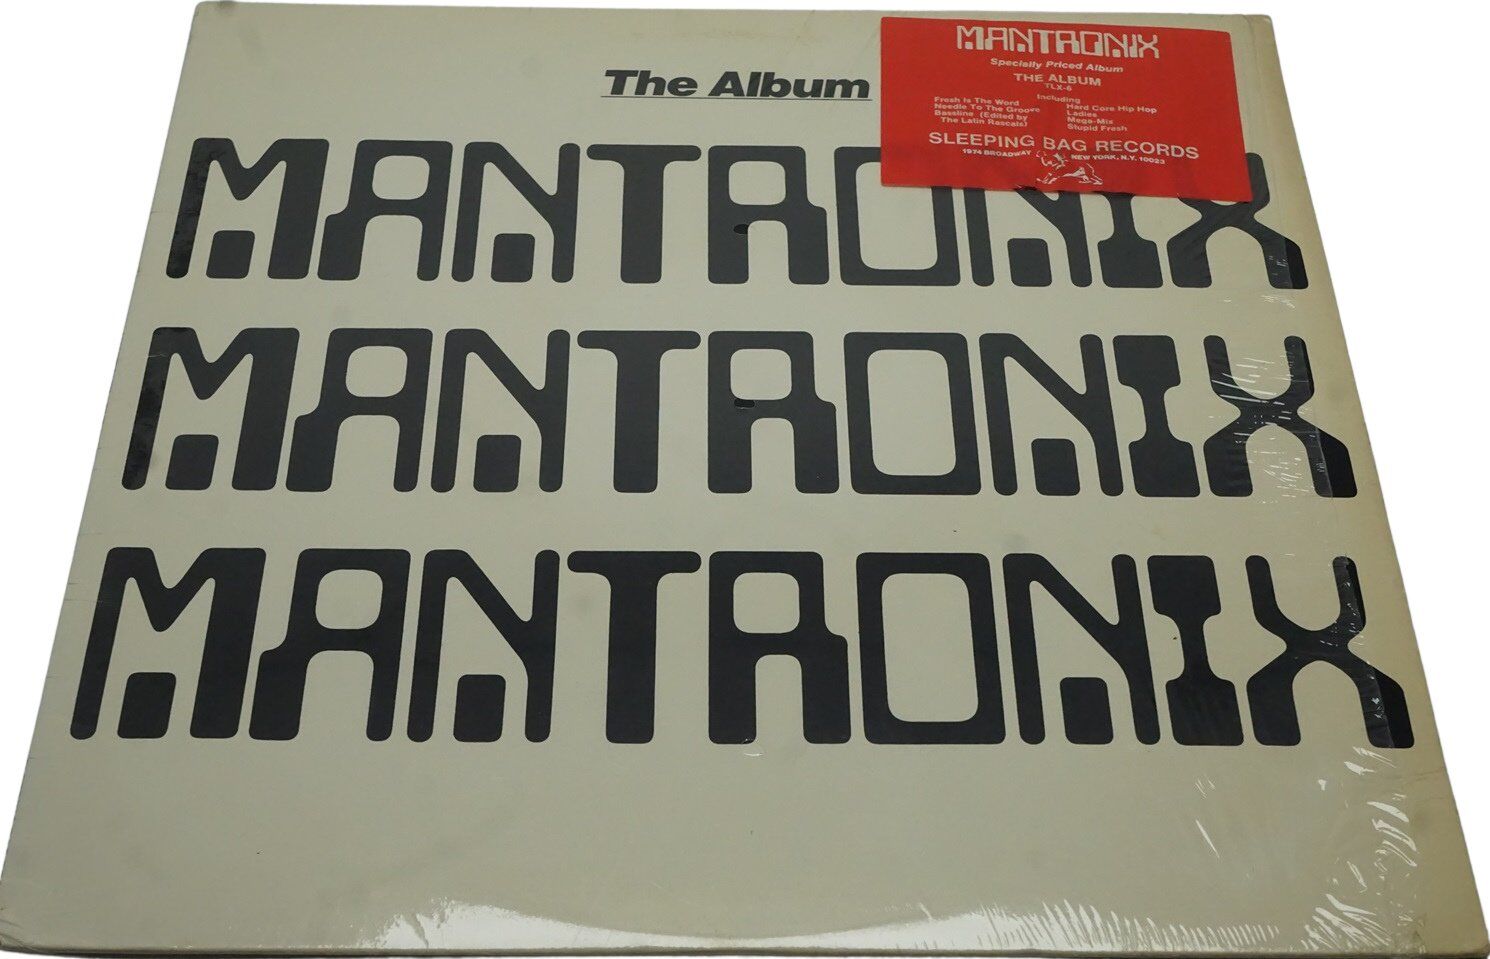 The Album
MANTRONIX
Specially Priced Album
THE ALBUM
TLX-6
Including
Fresh Is The Word
Needle To The Groove
Bassline (Edited by
The Latin Rascals)
Hard Core Hip Hop
Ladies
Mega-Mix
Stupid Fresh
SLEEPING BAG RECORDS
1974 BROADWAY NEW YORK, N.Y. 10023
MANTRONIX
MANTRONIX
MANTRONIX